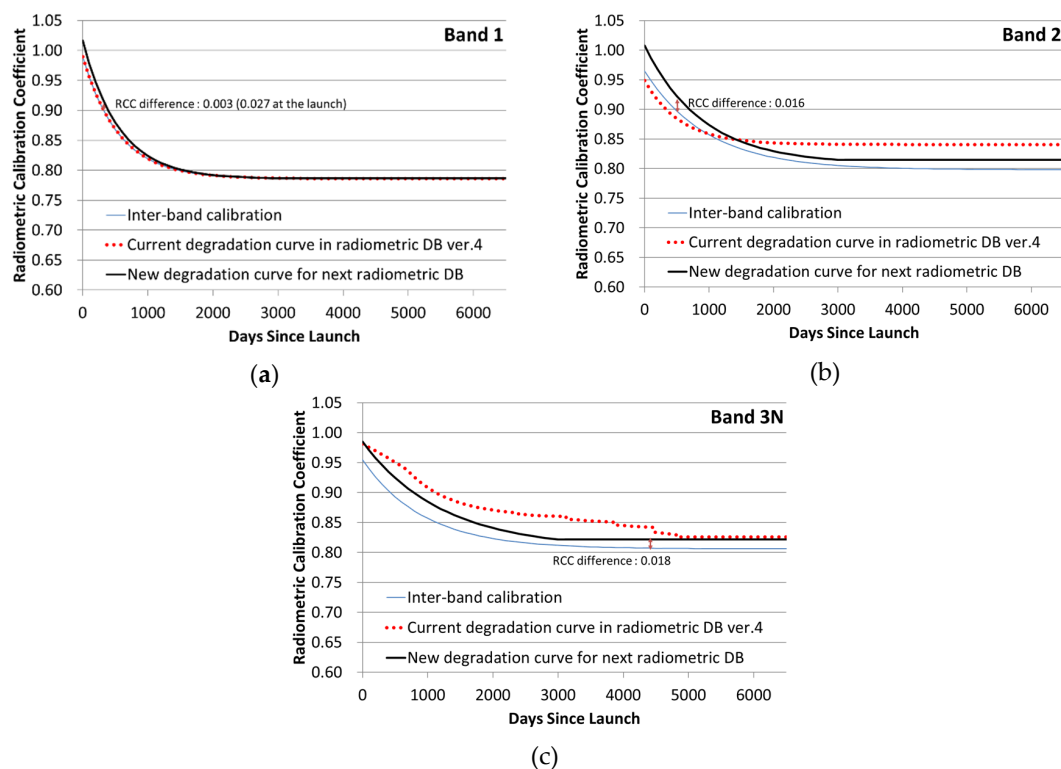 Band 1
Radiometric Calibration Coefficient
1.05
1.00
0.95
0.90
0.85
0.80
0.75
0.70
0.65
0.60
RCC difference : 0.003 (0.027 at the launch)
Inter-band calibration
Current degradation curve in radiometric DB ver.4
New degradation curve for next radiometric DB
0 1000 2000 3000 4000 5000 6000
Days Since Launch
(a)
Band 2
Radiometric Calibration Coefficient
1.05
1.00
0.95
0.90
0.85
0.80
0.75
0.70
0.65
0.60
RCC difference : 0.016
Inter-band calibration
Current degradation curve in radiometric DB ver.4
New degradation curve for next radiometric DB
0 1000 2000 3000 4000 5000 6000
Days Since Launch
(b)
Band 3N
Radiometric Calibration Coefficient
1.05
1.00
0.95
0.90
0.85
0.80
0.75
0.70
0.65
0.60
RCC difference : 0.018
Inter-band calibration
Current degradation curve in radiometric DB ver.4
New degradation curve for next radiometric DB
0 1000 2000 3000 4000 5000 6000
Days Since Launch
(c)